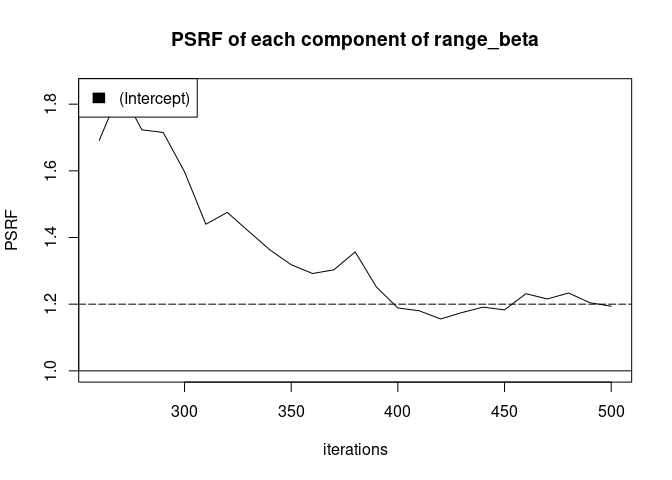 PSRF of each component of range_beta
(Intercept)
PSRF
1.8
1.6
1.4
1.2
1.0
300 350 400 450 500
iterations